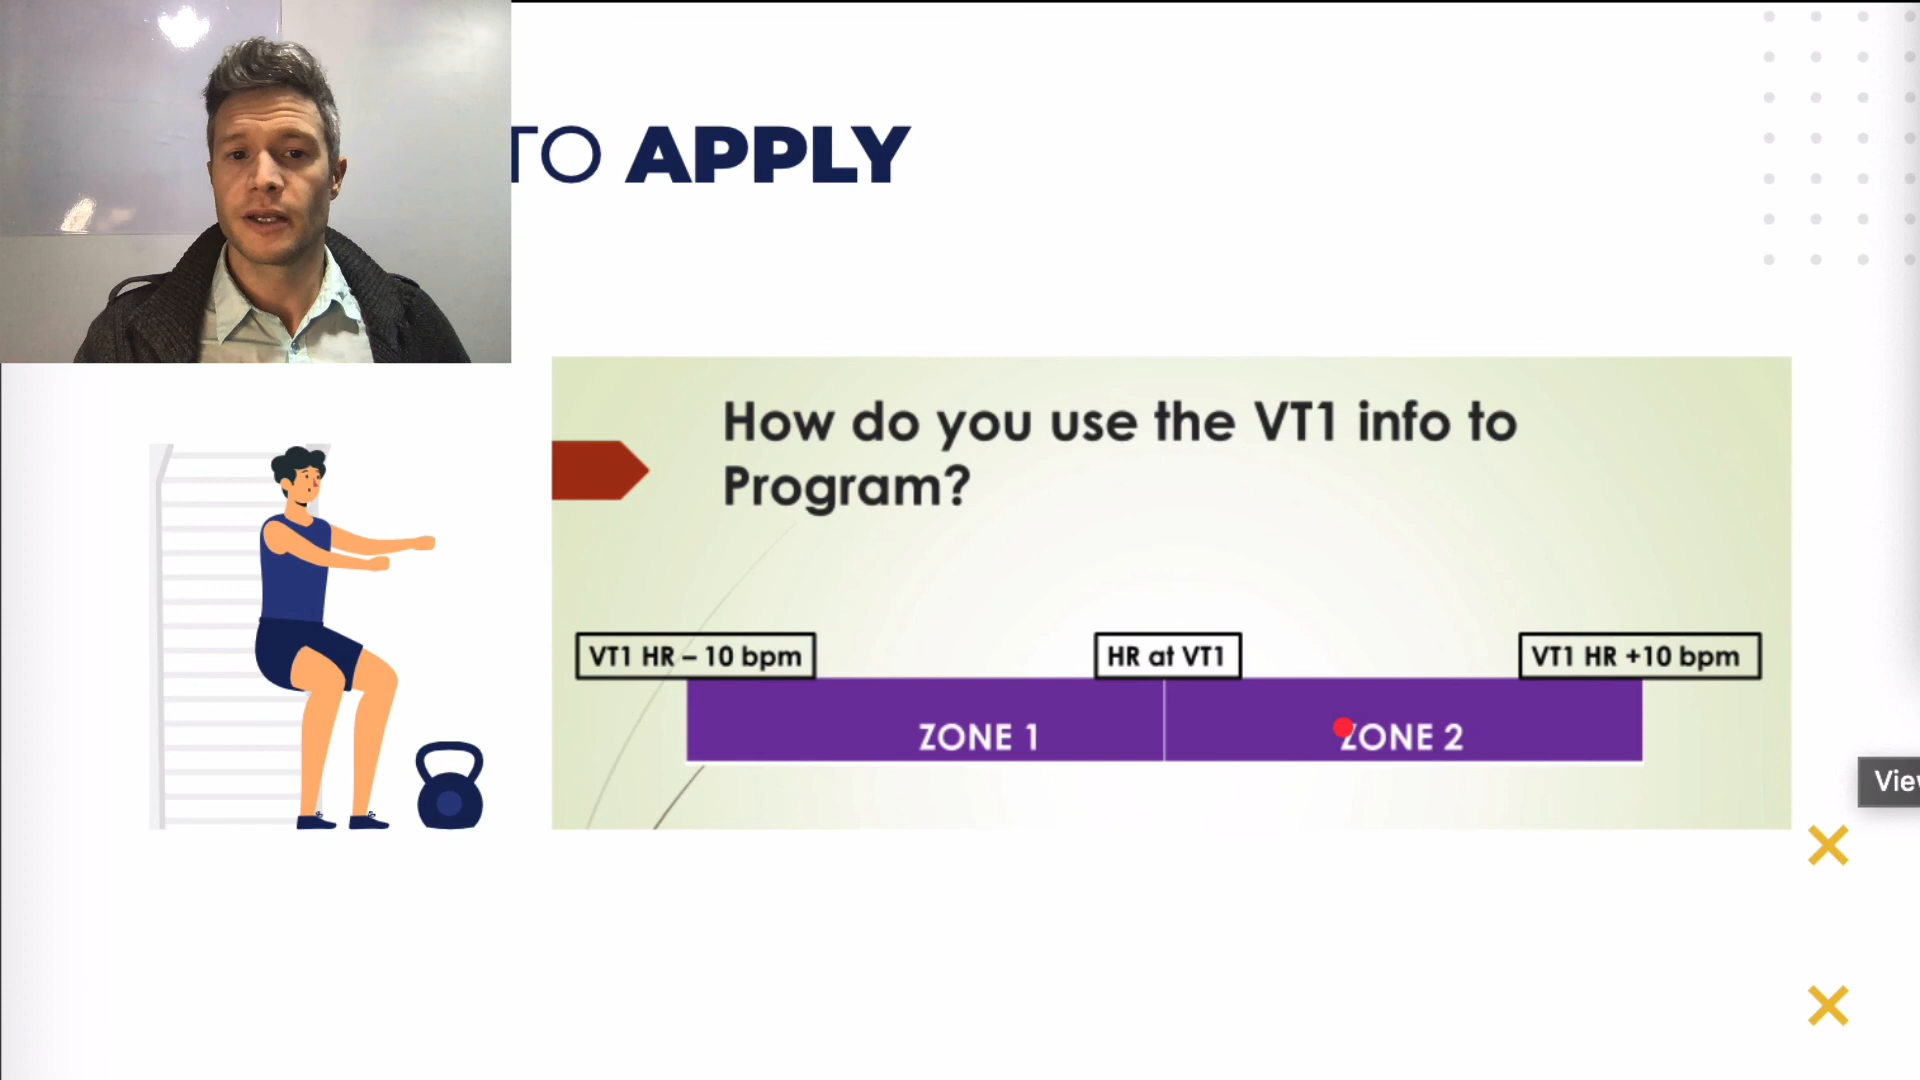 TO APPLY
How do you use the VT1 info to
Program?
VT1 HR – 10 bpm
HR at VT1
VT1 HR +10 bpm
ZONE 1
ZONE 2